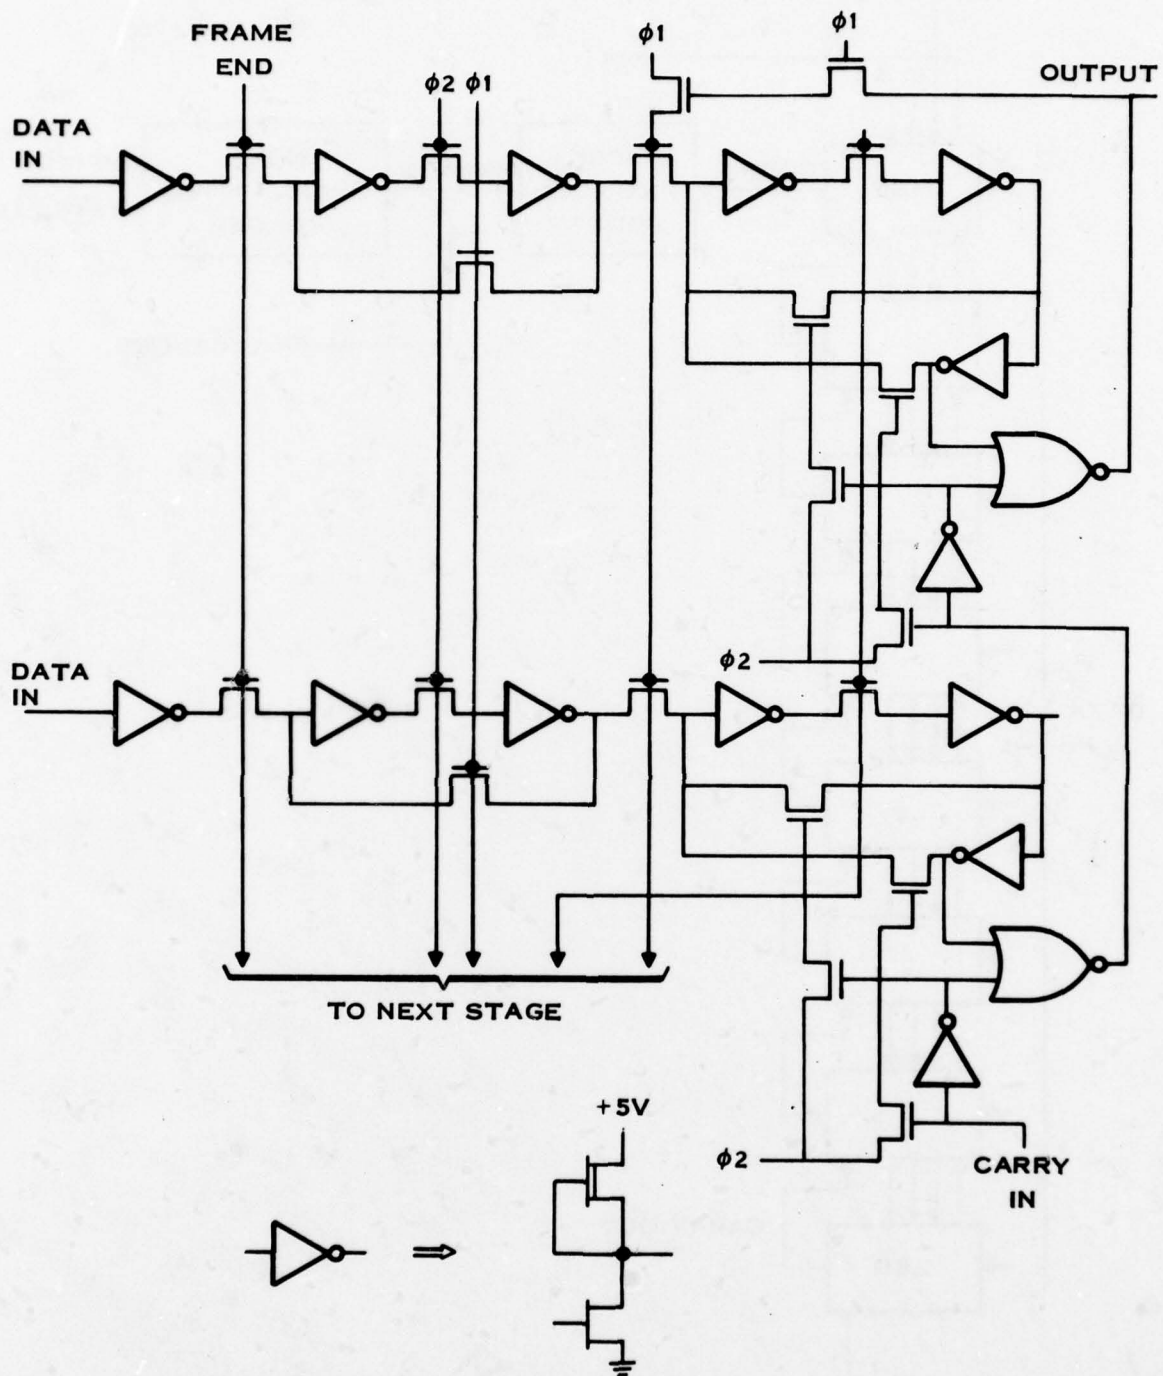 FRAME
END
ϕ2 ϕ1
ϕ1
ϕ1
OUTPUT
DATA
IN
ϕ2
DATA
IN
TO NEXT STAGE
ϕ2
CARRY
IN
+5V